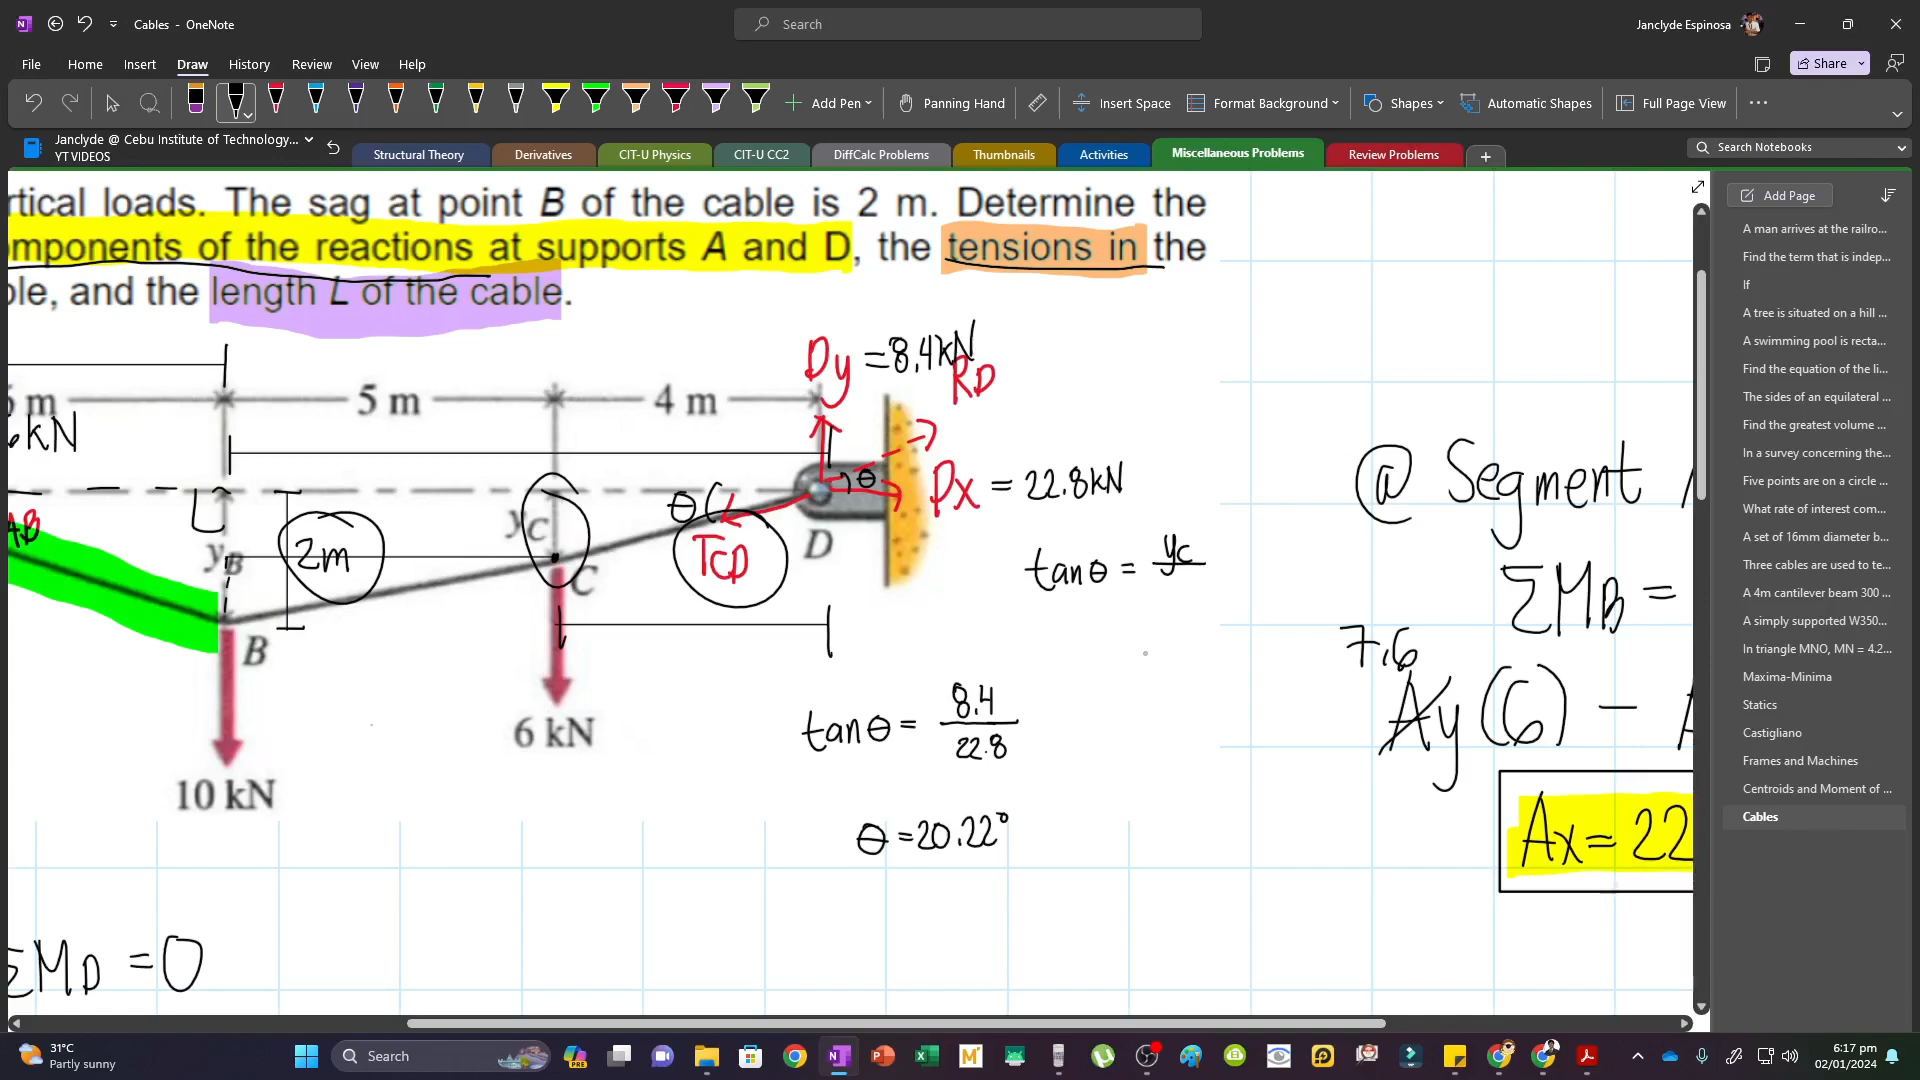 Cables - OneNote
Search
Janclyde Espinosa
File Home Insert Draw History Review View Help
Share
Add Pen
Panning Hand
Insert Space
Format Background
Shapes
Automatic Shapes
Full Page View
Janclyde @ Cebu Institute of Technology...
YT VIDEOS
Structural Theory
Derivatives
CIT-U Physics
CIT-U CC2
DiffCalc Problems
Thumbnails
Activities
Miscellaneous Problems
Review Problems
Search Notebooks
rtical loads. The sag at point B of the cable is 2 m. Determine the
omponents of the reactions at supports A and D, the tensions in the
ble, and the length L of the cable.
Dy = 8.4kN
RD
m 5 m 4 m
kN
Dx = 22.8kN
AB
yB
2m
yC
C
θ
TCD
θ
D
tanθ = yc
B
6 kN
10 kN
tanθ = 8.4
22.8
θ = 20.22°
ΣMD = 0
@ Segment
ΣMB =
7.6
Ay(6) -
Ax = 22
Add Page
A man arrives at the railro...
Find the term that is indep...
If
A tree is situated on a hill ...
A swimming pool is recta...
Find the equation of the li...
The sides of an equilateral ...
Find the greatest volume ...
In a survey concerning the...
Five points are on a circle ...
What rate of interest com...
A set of 16mm diameter b...
Three cables are used to te...
A 4m cantilever beam 300 ...
A simply supported W350...
In triangle MNO, MN = 4.2...
Maxima-Minima
Statics
Castigliano
Frames and Machines
Centroids and Moment of ...
Cables
31°C
Partly sunny
Search
6:17 pm
02/01/2024